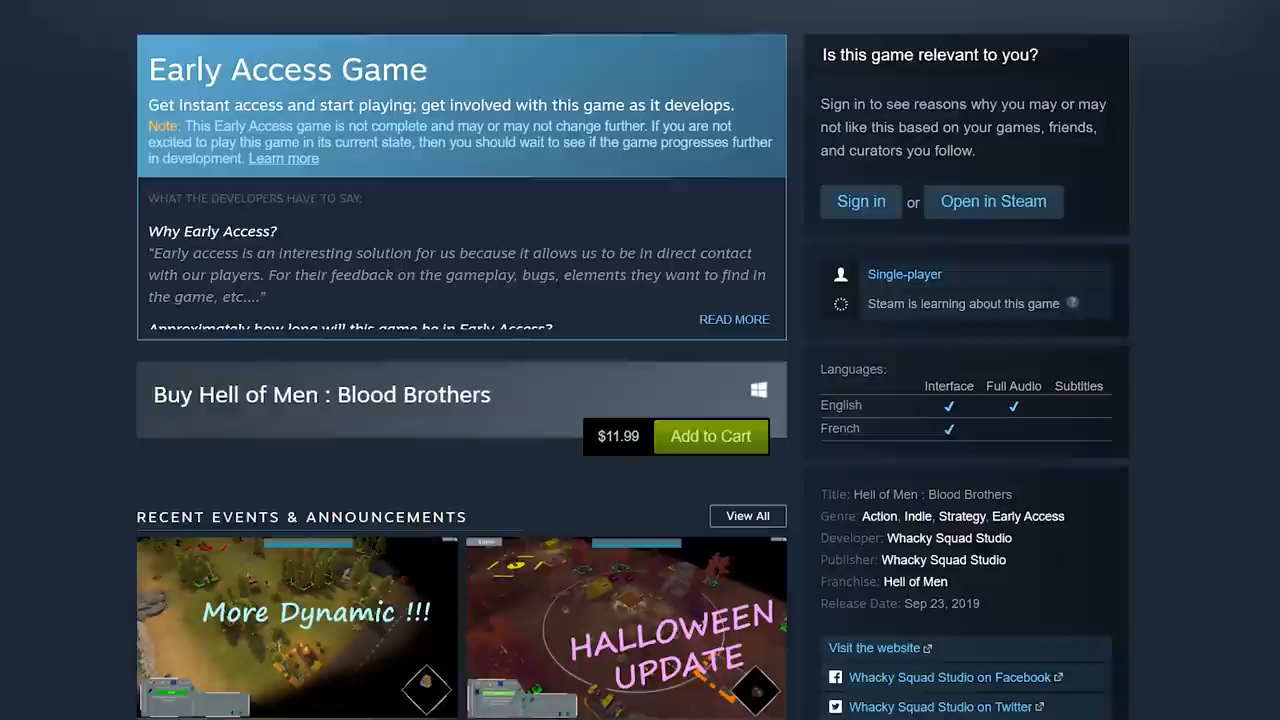 Early Access Game
Get instant access and start playing; get involved with this game as it develops.
Note: This Early Access game is not complete and may or may not change further. If you are not
excited to play this game in its current state, then you should wait to see if the game progresses further
in development. Learn more
WHAT THE DEVELOPERS HAVE TO SAY:
Why Early Access?
“Early access is an interesting solution for us because it allows us to be in direct contact
with our players. For their feedback on the gameplay, bugs, elements they want to find in
the game, etc....”
Approximately how long will this game be in Early Access?
READ MORE
Buy Hell of Men : Blood Brothers
$11.99
Add to Cart
RECENT EVENTS & ANNOUNCEMENTS
View All
More Dynamic !!!
HALLOWEEN
UPDATE
Is this game relevant to you?
Sign in to see reasons why you may or may
not like this based on your games, friends,
and curators you follow.
Sign in or Open in Steam
Single-player
Steam is learning about this game ?
Languages:
Interface Full Audio Subtitles
English ✔ ✔
French ✔
Title: Hell of Men : Blood Brothers
Genre: Action, Indie, Strategy, Early Access
Developer: Whacky Squad Studio
Publisher: Whacky Squad Studio
Franchise: Hell of Men
Release Date: Sep 23, 2019
Visit the website
Whacky Squad Studio on Facebook
Whacky Squad Studio on Twitter